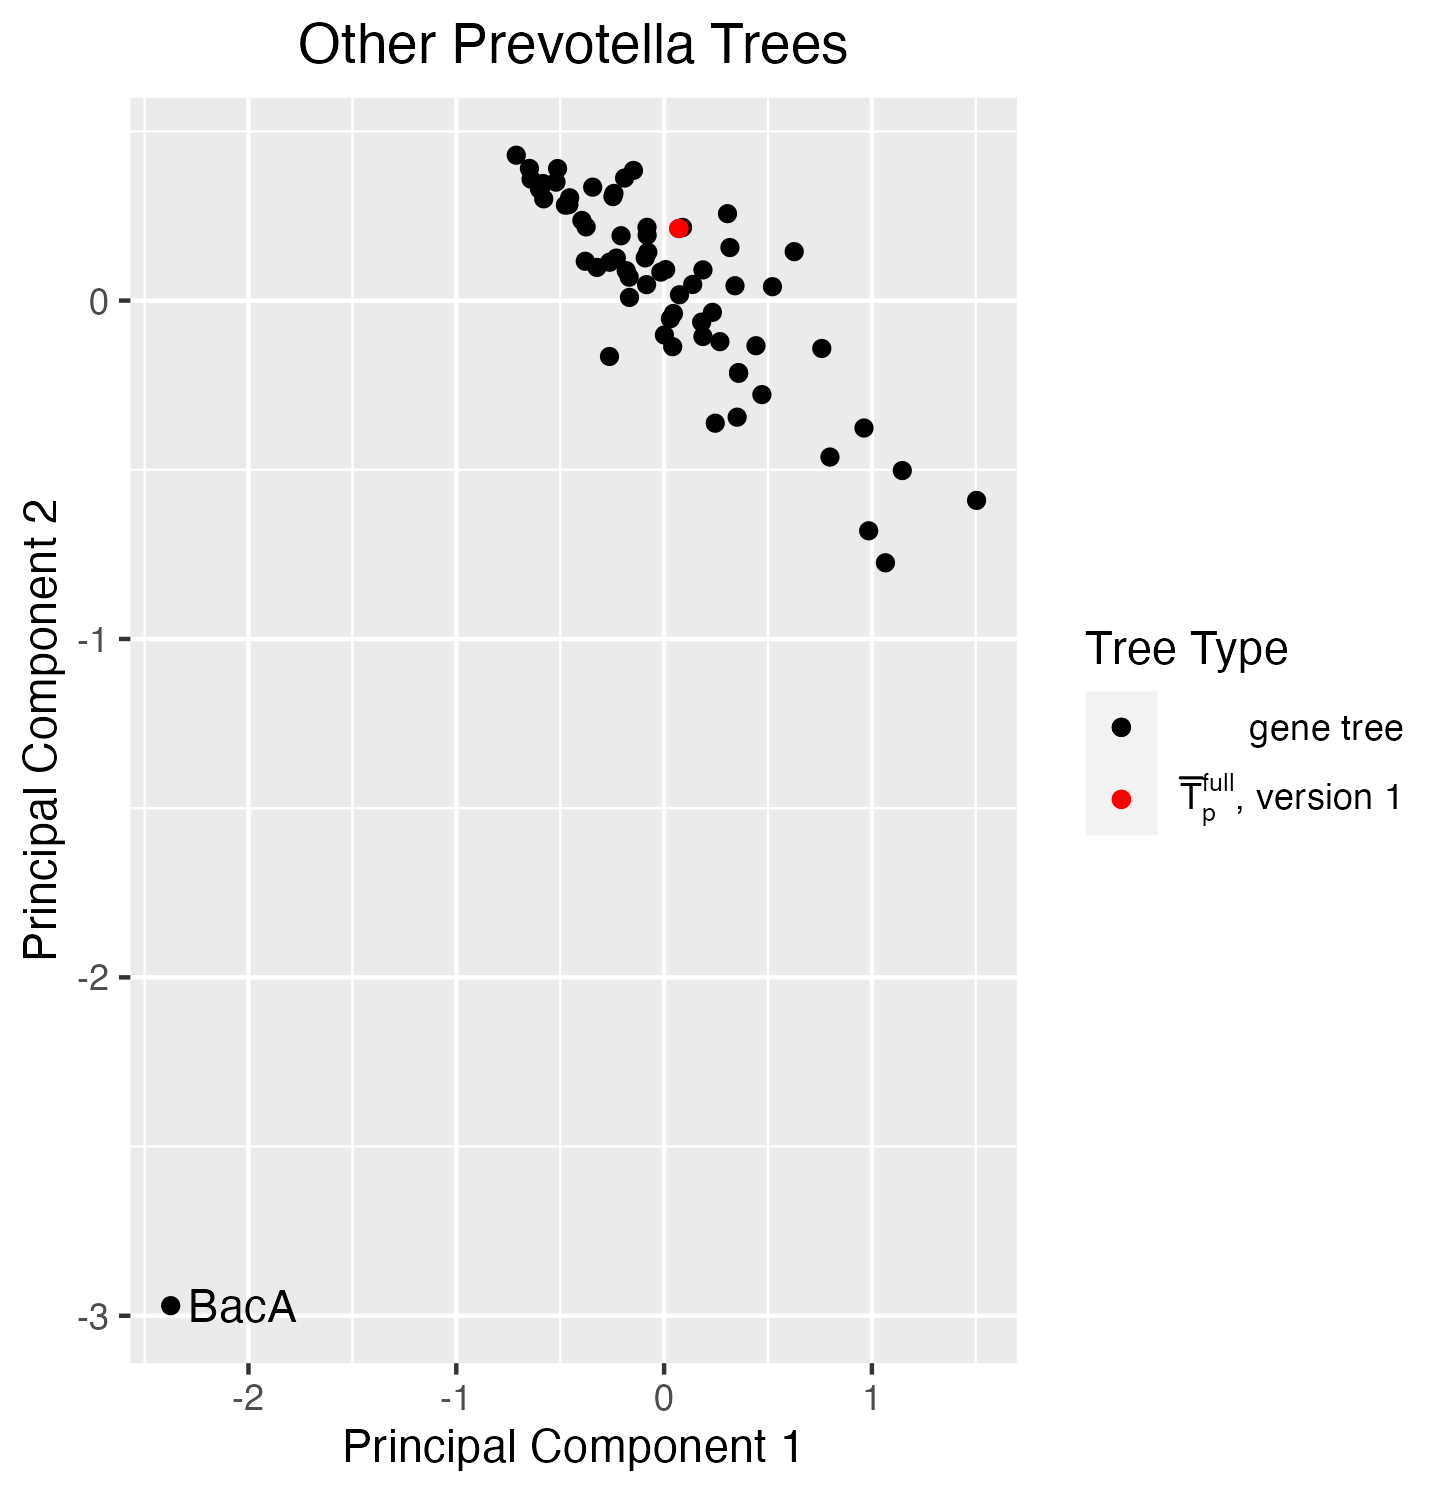 Other Prevotella Trees
Principal Component 2
0
-1
-2
-3
BacA
-2
-1
0
1
Principal Component 1
Tree Type
gene tree
T̅ₚᶠᵘˡˡ, version 1